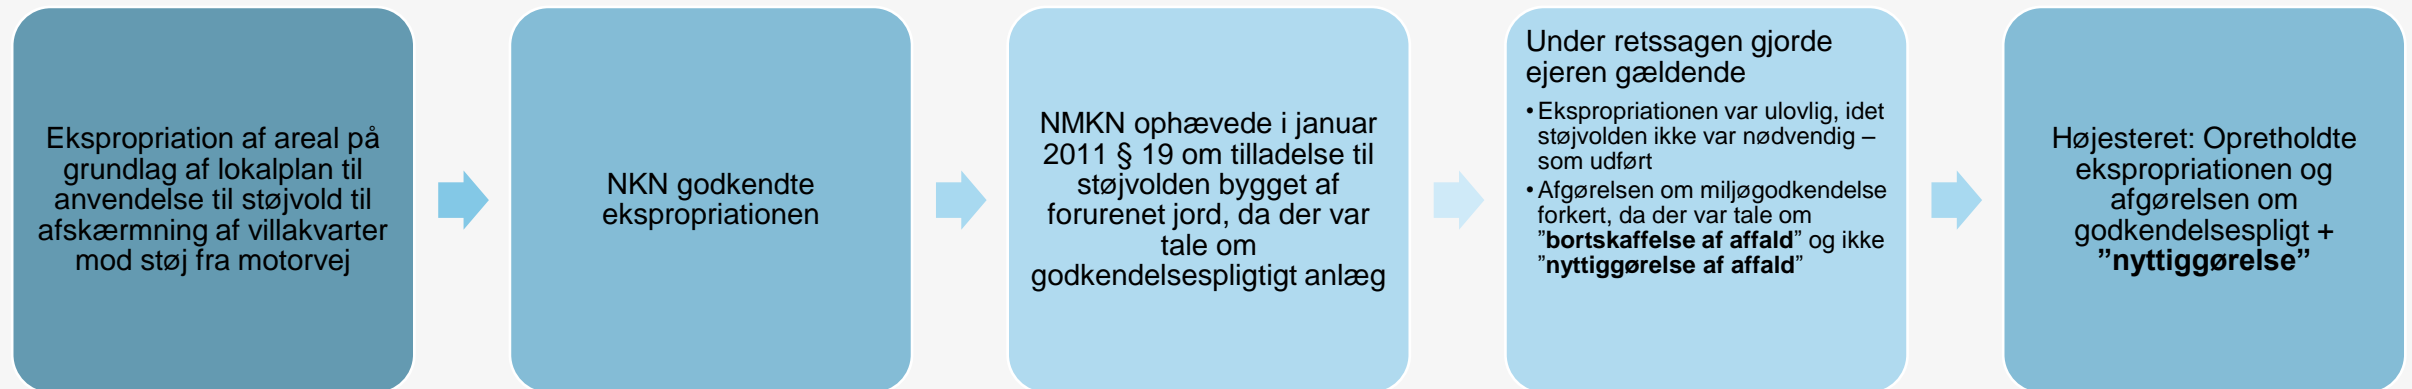 Ekspropriation af areal på
grundlag af lokalplan til
anvendelse til støjvold til
afskærmning af villakvarter
mod støj fra motorvej
NKN godkendte
ekspropriationen
NMKN ophævede i januar
2011 § 19 om tilladelse til
støjvolden bygget af
forurenet jord, da der var
tale om
godkendelsespligtigt anlæg
Under retssagen gjorde
ejeren gældende
•Ekspropriationen var ulovlig, idet
støjvolden ikke var nødvendig –
som udført
•Afgørelsen om miljøgodkendelse
forkert, da der var tale om
”bortskaffelse af affald” og ikke
”nyttiggørelse af affald”
Højesteret: Opretholdte
ekspropriationen og
afgørelsen om
godkendelsespligt +
”nyttiggørelse”